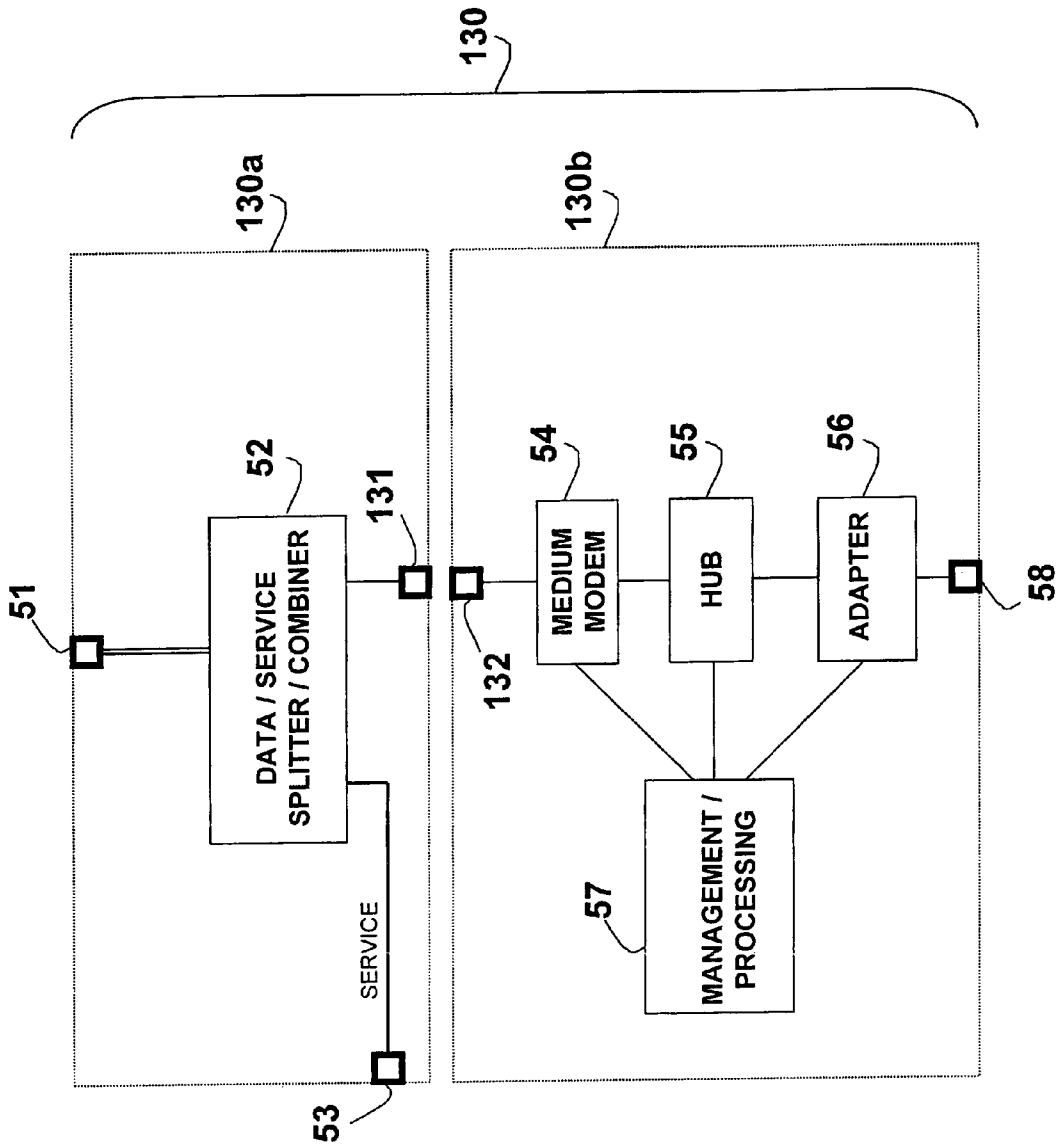 130
130a
130b
51
52
DATA / SERVICE
SPLITTER / COMBINER
131
SERVICE
53
132
54
MEDIUM
MODEM
55
HUB
56
ADAPTER
57
MANAGEMENT /
PROCESSING
58